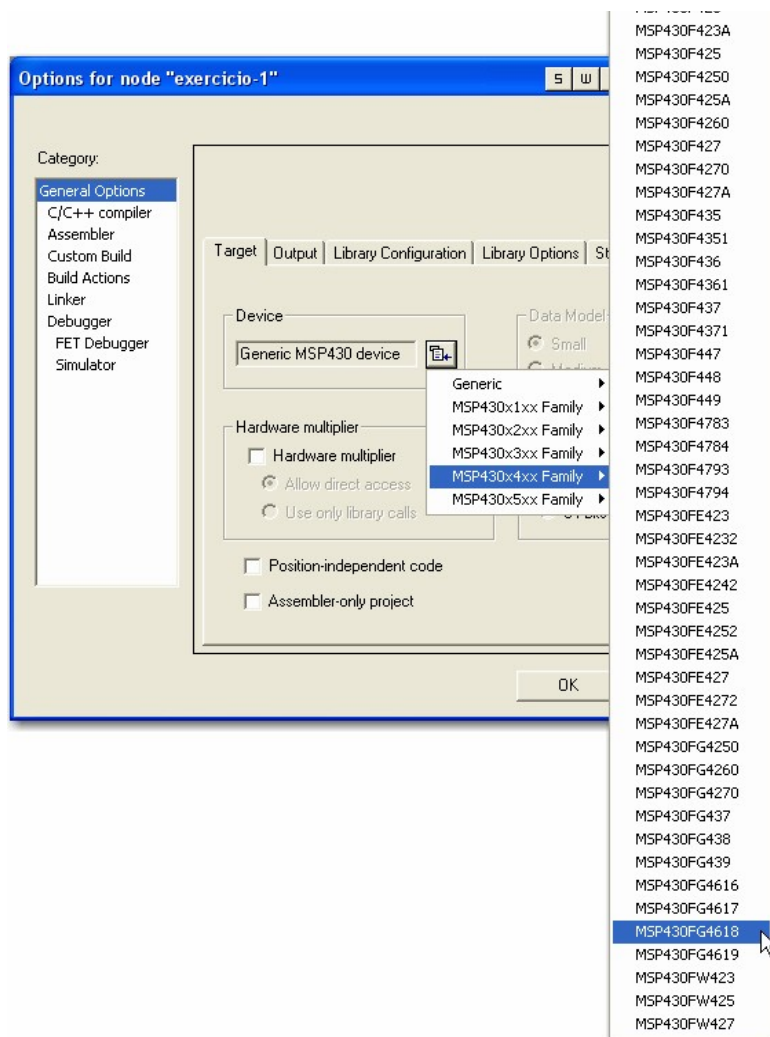 Options for node "exercicio-1"
S W
Category:
General Options
C/C++ compiler
Assembler
Custom Build
Build Actions
Linker
Debugger
FET Debugger
Simulator
Target Output Library Configuration Library Options St
Device
Generic MSP430 device
Data Model
Small
Medium
Hardware multiplier
Hardware multiplier
Allow direct access
Use only library calls
Position-independent code
Assembler-only project
OK
Generic
MSP430x1xx Family
MSP430x2xx Family
MSP430x3xx Family
MSP430x4xx Family
MSP430x5xx Family
MSP430F423A
MSP430F425
MSP430F4250
MSP430F425A
MSP430F4260
MSP430F427
MSP430F4270
MSP430F427A
MSP430F435
MSP430F4351
MSP430F436
MSP430F4361
MSP430F437
MSP430F4371
MSP430F447
MSP430F448
MSP430F449
MSP430F4783
MSP430F4784
MSP430F4793
MSP430F4794
MSP430FE423
MSP430FE4232
MSP430FE423A
MSP430FE4242
MSP430FE425
MSP430FE4252
MSP430FE425A
MSP430FE427
MSP430FE4272
MSP430FE427A
MSP430FG4250
MSP430FG4260
MSP430FG4270
MSP430FG437
MSP430FG438
MSP430FG439
MSP430FG4616
MSP430FG4617
MSP430FG4618
MSP430FG4619
MSP430FW423
MSP430FW425
MSP430FW427